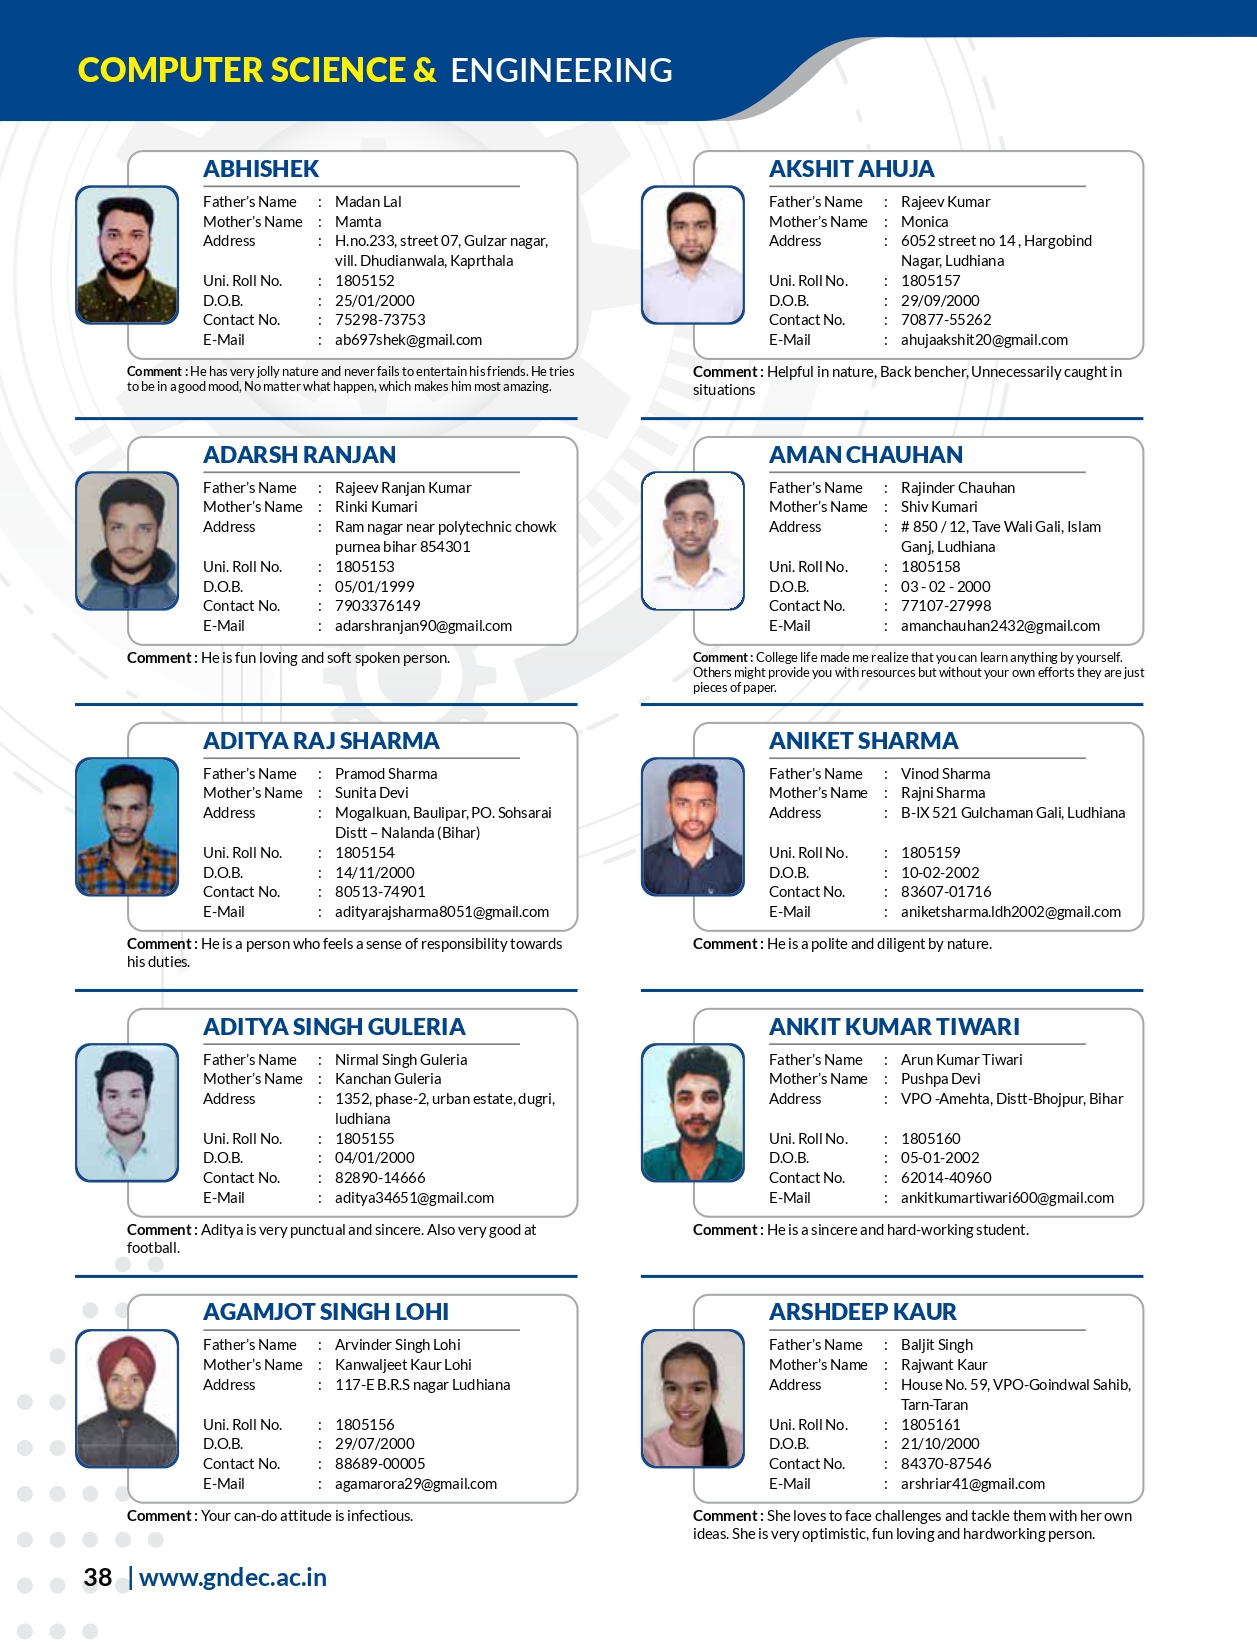 COMPUTER SCIENCE & ENGINEERING
ABHISHEK
Father's Name : Madan Lal
Mother's Name : Mamta
Address : H.no.233, street 07, Gulzar nagar,
vill. Dhudianwala, Kaprthala
Uni. Roll No. : 1805152
D.O.B. : 25/01/2000
Contact No. : 75298-73753
E-Mail : ab697shek@gmail.com
Comment : He has very jolly nature and never fails to entertain his friends. He tries
to be in a good mood, No matter what happen, which makes him most amazing.
ADARSH RANJAN
Father's Name : Rajeev Ranjan Kumar
Mother's Name : Rinki Kumari
Address : Ram nagar near polytechnic chowk
purnea bihar 854301
Uni. Roll No. : 1805153
D.O.B. : 05/01/1999
Contact No. : 7903376149
E-Mail : adarshranjan90@gmail.com
Comment : He is fun loving and soft spoken person.
ADITYA RAJ SHARMA
Father's Name : Pramod Sharma
Mother's Name : Sunita Devi
Address : Mogalkuan, Baulipar, PO. Sohsarai
Distt – Nalanda (Bihar)
Uni. Roll No. : 1805154
D.O.B. : 14/11/2000
Contact No. : 80513-74901
E-Mail : adityarajsharma8051@gmail.com
Comment : He is a person who feels a sense of responsibility towards
his duties.
ADITYA SINGH GULERIA
Father's Name : Nirmal Singh Guleria
Mother's Name : Kanchan Guleria
Address : 1352, phase-2, urban estate, dugri,
ludhiana
Uni. Roll No. : 1805155
D.O.B. : 04/01/2000
Contact No. : 82890-14666
E-Mail : aditya34651@gmail.com
Comment : Aditya is very punctual and sincere. Also very good at
football.
AGAMJOT SINGH LOHI
Father's Name : Arvinder Singh Lohi
Mother's Name : Kanwaljeet Kaur Lohi
Address : 117-E B.R.S nagar Ludhiana
Uni. Roll No. : 1805156
D.O.B. : 29/07/2000
Contact No. : 88689-00005
E-Mail : agamarora29@gmail.com
Comment : Your can-do attitude is infectious.
AKSHIT AHUJA
Father's Name : Rajeev Kumar
Mother's Name : Monica
Address : 6052 street no 14 , Hargobind
Nagar, Ludhiana
Uni. Roll No. : 1805157
D.O.B. : 29/09/2000
Contact No. : 70877-55262
E-Mail : ahujaakshit20@gmail.com
Comment : Helpful in nature, Back bencher, Unnecessarily caught in
situations
AMAN CHAUHAN
Father's Name : Rajinder Chauhan
Mother's Name : Shiv Kumari
Address : # 850 / 12, Tave Wali Gali, Islam
Ganj, Ludhiana
Uni. Roll No. : 1805158
D.O.B. : 03 - 02 - 2000
Contact No. : 77107-27998
E-Mail : amanchauhan2432@gmail.com
Comment : College life made me realize that you can learn anything by yourself.
Others might provide you with resources but without your own efforts they are just
pieces of paper.
ANIKET SHARMA
Father's Name : Vinod Sharma
Mother's Name : Rajni Sharma
Address : B-IX 521 Gulchaman Gali, Ludhiana
Uni. Roll No. : 1805159
D.O.B. : 10-02-2002
Contact No. : 83607-01716
E-Mail : aniketsharma.ldh2002@gmail.com
Comment : He is a polite and diligent by nature.
ANKIT KUMAR TIWARI
Father's Name : Arun Kumar Tiwari
Mother's Name : Pushpa Devi
Address : VPO -Amehta, Distt-Bhojpur, Bihar
Uni. Roll No. : 1805160
D.O.B. : 05-01-2002
Contact No. : 62014-40960
E-Mail : ankitkumartiwari600@gmail.com
Comment : He is a sincere and hard-working student.
ARSHDEEP KAUR
Father's Name : Baljit Singh
Mother's Name : Rajwant Kaur
Address : House No. 59, VPO-Goindwal Sahib,
Tarn-Taran
Uni. Roll No. : 1805161
D.O.B. : 21/10/2000
Contact No. : 84370-87546
E-Mail : arshriar41@gmail.com
Comment : She loves to face challenges and tackle them with her own
ideas. She is very optimistic, fun loving and hardworking person.
38 | www.gndec.ac.in